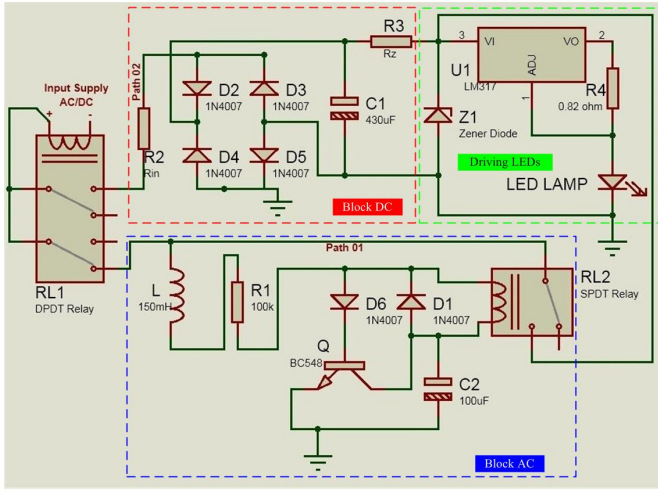 R3
Rz
3
VI
VO
2
U1
ADJ
LM317
1
R4
0.82 ohm
Input Supply
AC/DC
+
-
Path 02
D2
1N4007
D3
1N4007
C1
430uF
Z1
Zener Diode
R2
Rin
D4
1N4007
D5
1N4007
Driving LEDs
LED LAMP
Block DC
Path 01
RL1
DPDT Relay
L
150mH
R1
100k
D6
1N4007
D1
1N4007
RL2
SPDT Relay
Q
BC548
C2
100uF
Block AC